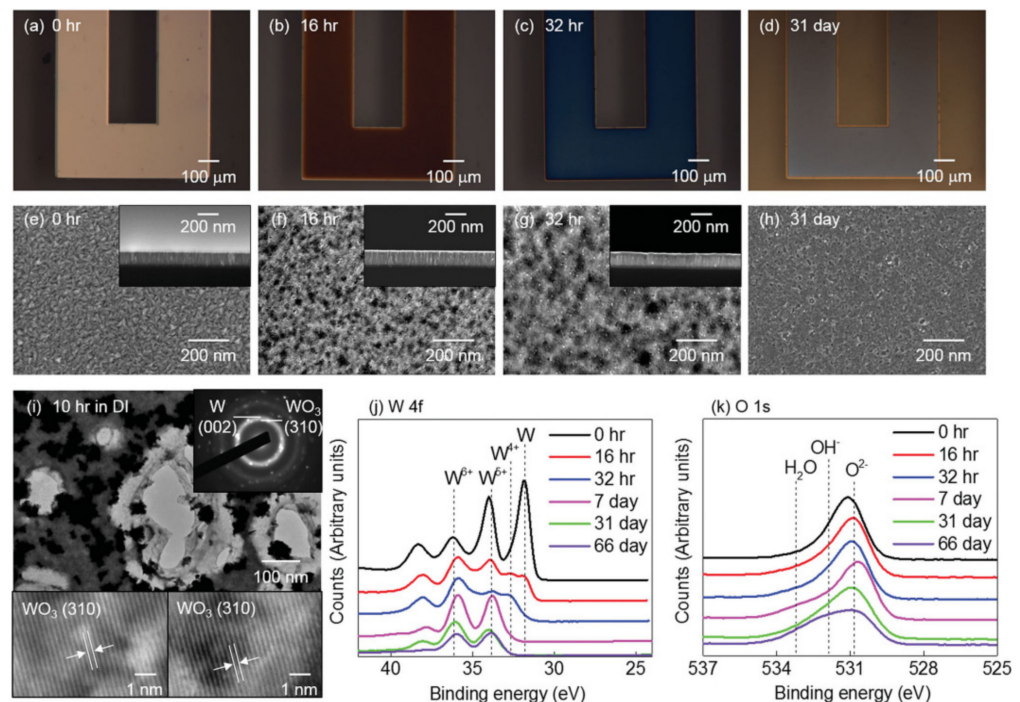 (a) 0 hr
100 μm
(b) 16 hr
100 μm
(c) 32 hr
100 μm
(d) 31 day
100 μm
(e) 0 hr
200 nm
200 nm
(f) 16 hr
200 nm
200 nm
(g) 32 hr
200 nm
200 nm
(h) 31 day
200 nm
(i) 10 hr in DI
W
(002)
WO3
(310)
100 nm
WO3 (310)
1 nm
WO3 (310)
1 nm
(j) W 4f
Counts (Arbitrary units)
W6+
W5+
W4+
W
0 hr
16 hr
32 hr
7 day
31 day
66 day
40
35
30
25
Binding energy (eV)
(k) O 1s
Counts (Arbitrary units)
H2O
OH-
O2-
0 hr
16 hr
32 hr
7 day
31 day
66 day
537
534
531
528
525
Binding energy (eV)